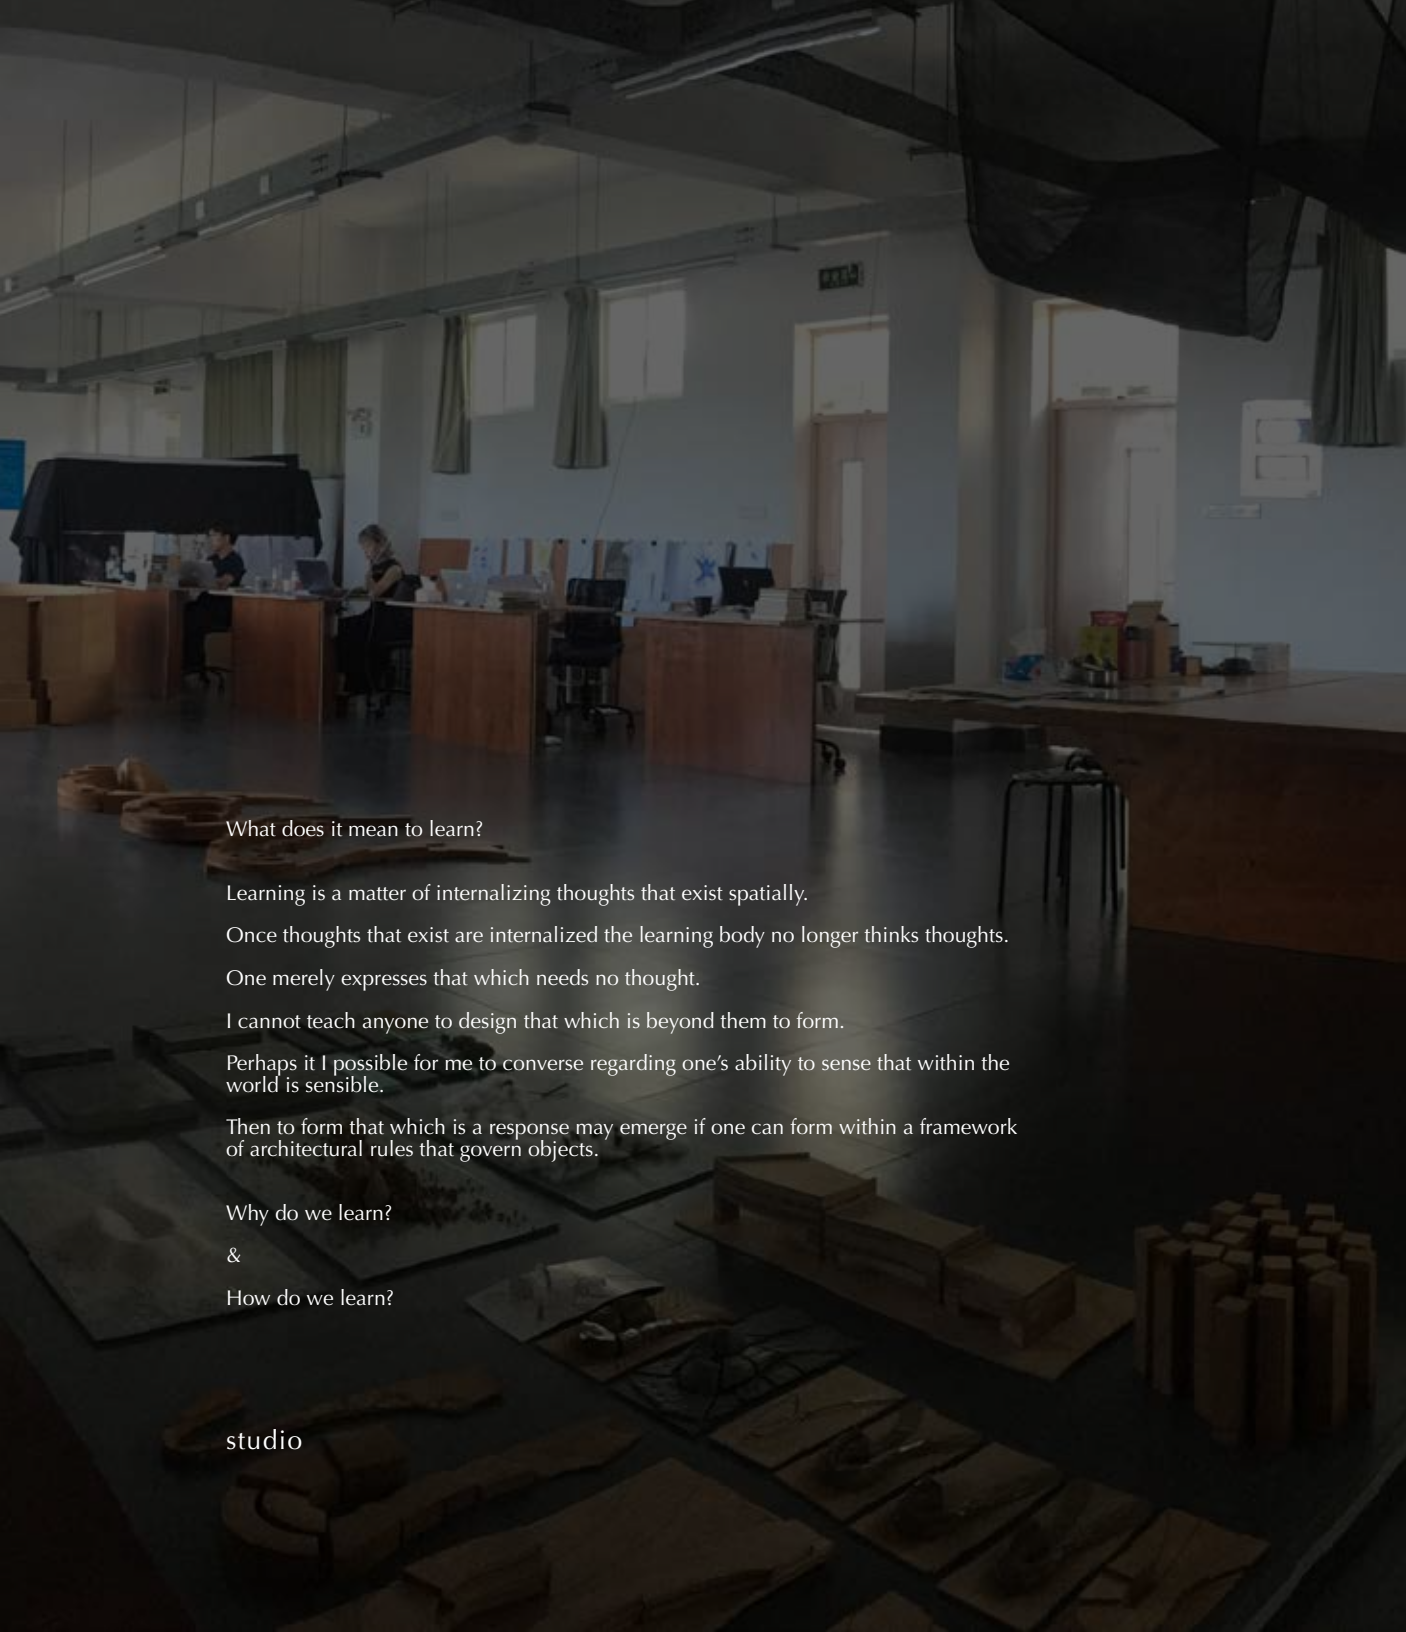 What does it mean to learn?
Learning is a matter of internalizing thoughts that exist spatially.
Once thoughts that exist are internalized the learning body no longer thinks thoughts.
One merely expresses that which needs no thought.
I cannot teach anyone to design that which is beyond them to form.
Perhaps it I possible for me to converse regarding one’s ability to sense that within the
world is sensible.
Then to form that which is a response may emerge if one can form within a framework
of architectural rules that govern objects.
Why do we learn?
&
How do we learn?
studio